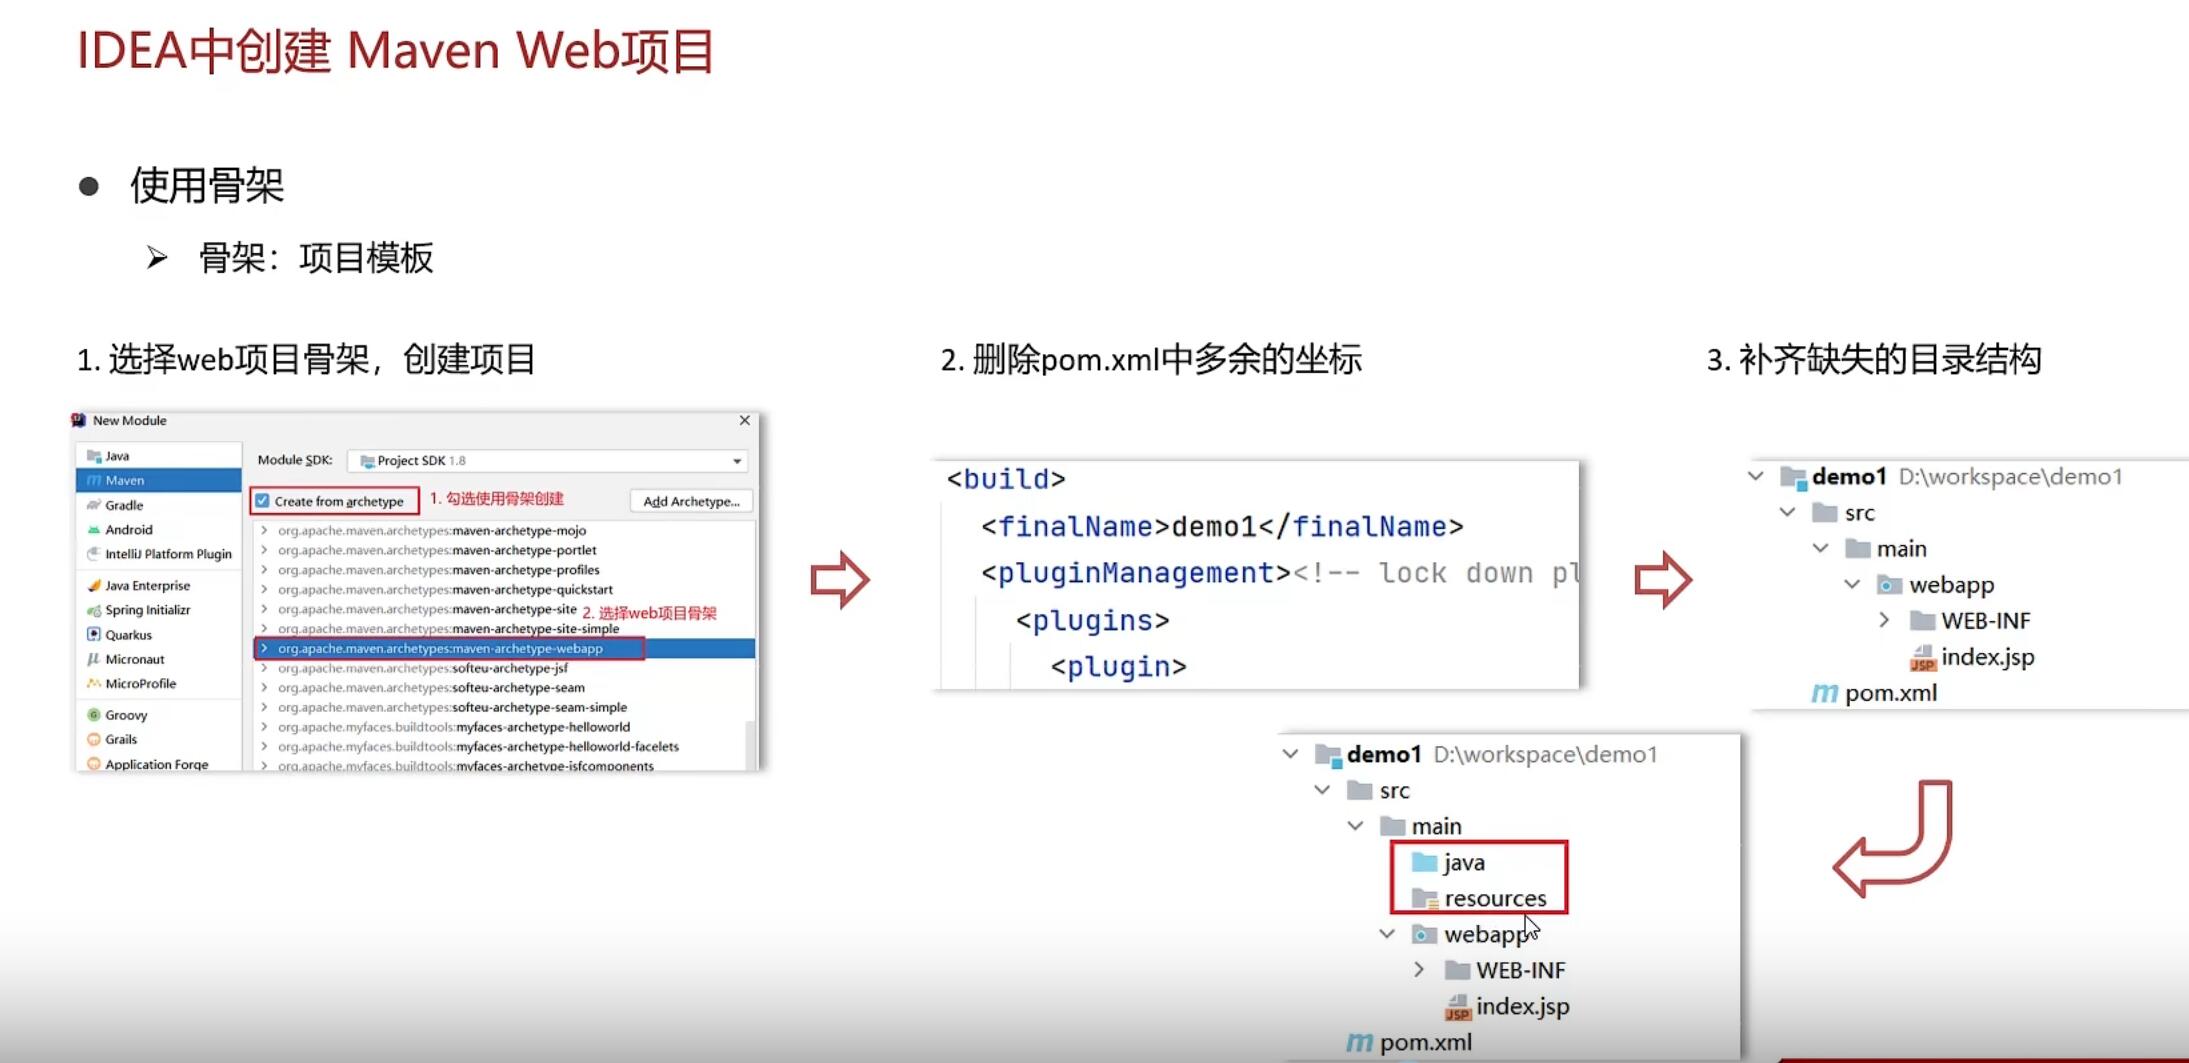 IDEA中创建 Maven Web项目
● 使用骨架
➢ 骨架：项目模板
1. 选择web项目骨架，创建项目
New Module
Java
Maven
Gradle
Android
IntelliJ Platform Plugin
Java Enterprise
Spring Initializr
Quarkus
Micronaut
MicroProfile
Groovy
Grails
Application Forge
Module SDK: Project SDK 1.8
Create from archetype 1. 勾选使用骨架创建 Add Archetype...
org.apache.maven.archetypes:maven-archetype-mojo
org.apache.maven.archetypes:maven-archetype-portlet
org.apache.maven.archetypes:maven-archetype-profiles
org.apache.maven.archetypes:maven-archetype-quickstart
org.apache.maven.archetypes:maven-archetype-site 2. 选择web项目骨架
org.apache.maven.archetypes:maven-archetype-site-simple
org.apache.maven.archetypes:maven-archetype-webapp
org.apache.maven.archetypes:softeu-archetype-jsf
org.apache.maven.archetypes:softeu-archetype-seam
org.apache.maven.archetypes:softeu-archetype-seam-simple
org.apache.myfaces.buildtools:myfaces-archetype-helloworld
org.apache.myfaces.buildtools:myfaces-archetype-helloworld-facelets
org.apache.myfaces.buildtools:myfaces-archetype-jsfcomponents
2. 删除pom.xml中多余的坐标
<build>
<finalName>demo1</finalName>
<pluginManagement><!-- lock down pl
<plugins>
<plugin>
3. 补齐缺失的目录结构
demo1 D:\workspace\demo1
src
main
webapp
WEB-INF
JSP index.jsp
m pom.xml
demo1 D:\workspace\demo1
src
main
java
resources
webapp
WEB-INF
JSP index.jsp
m pom.xml